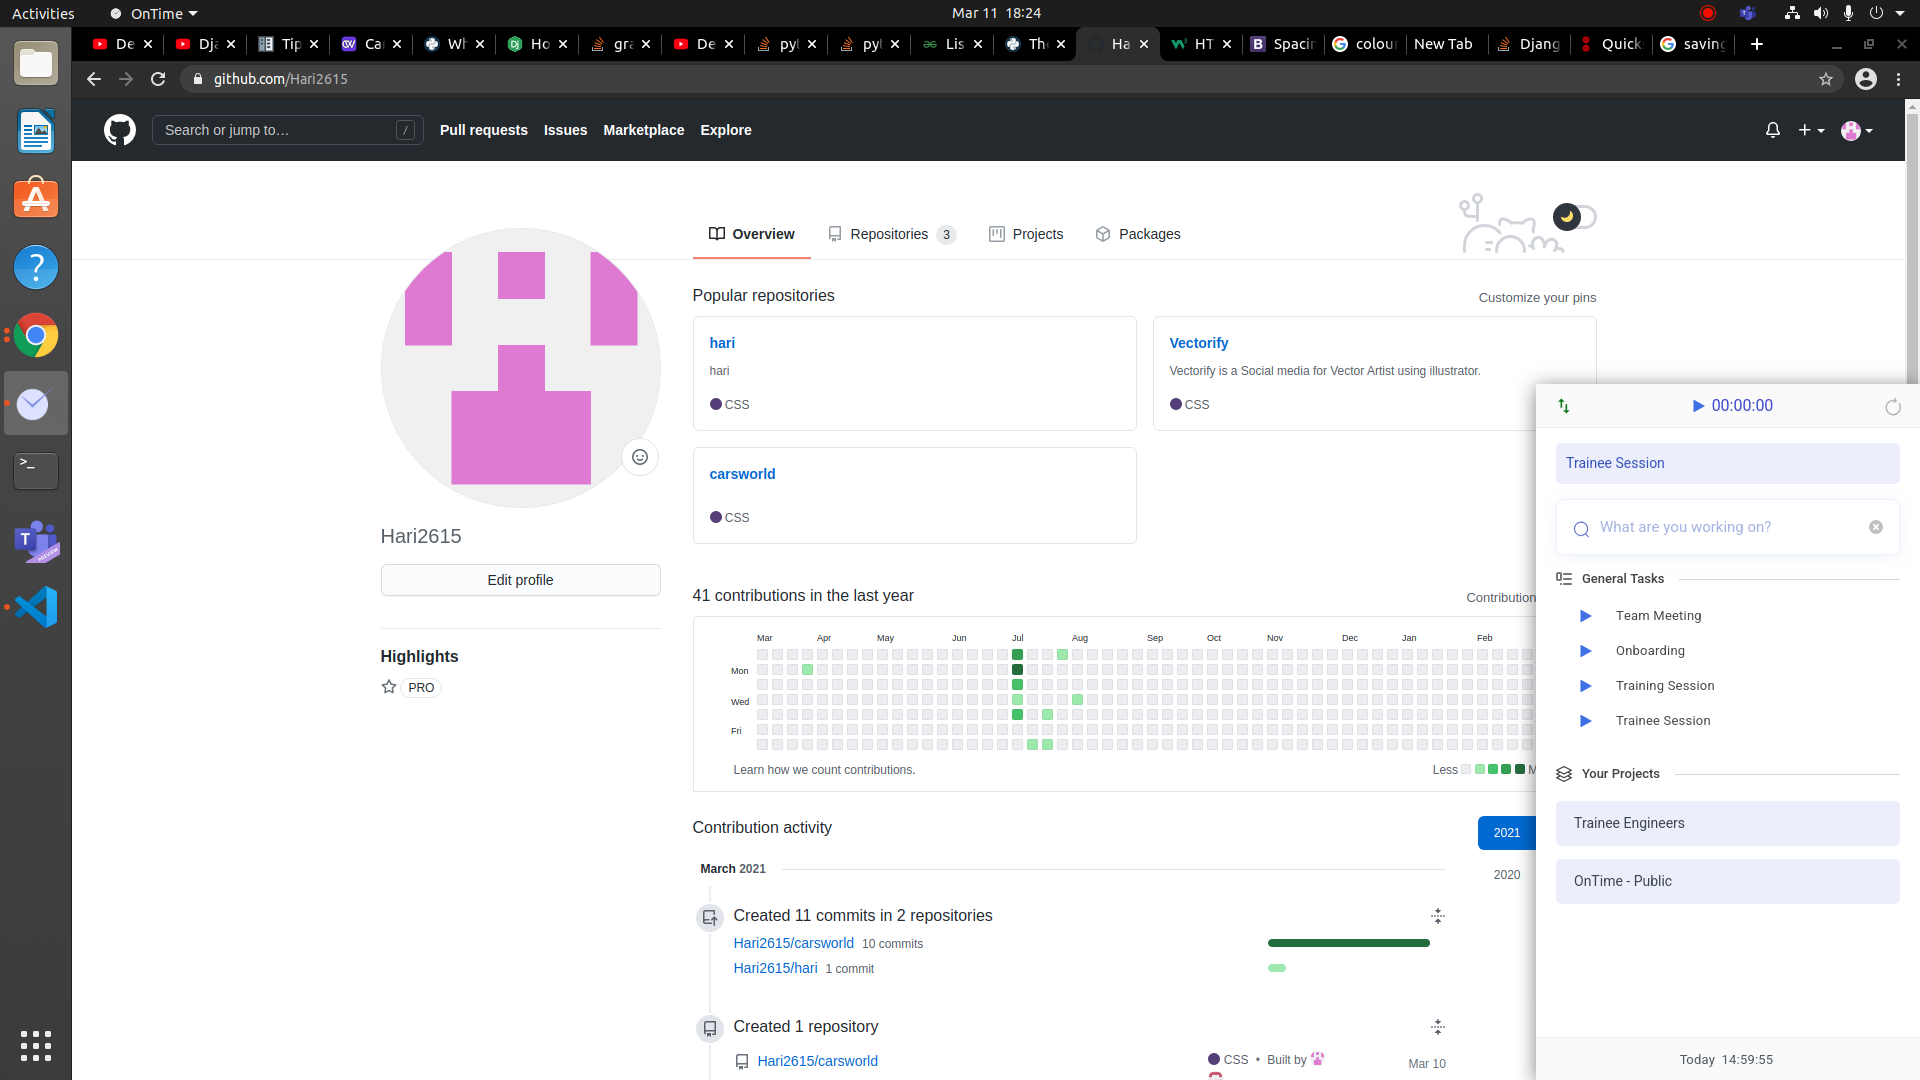 Activities
OnTime
Mar 11 18:24
De
Dja
Tip
Ca
Wh
Ho
gra
De
pyt
pyt
Lis
The
Ha
HT
Spacin
colour
New Tab
Djang
Quick
saving
github.com/Hari2615
Search or jump to…
/
Pull requests
Issues
Marketplace
Explore
Overview
Repositories 3
Projects
Packages
Hari2615
Edit profile
Highlights
PRO
Popular repositories
Customize your pins
hari
hari
CSS
Vectorify
Vectorify is a Social media for Vector Artist using illustrator.
CSS
carsworld
CSS
41 contributions in the last year
Contribution
Mar Apr May Jun Jul Aug Sep Oct Nov Dec Jan Feb
Mon
Wed
Fri
Learn how we count contributions.
Less
M
Contribution activity
2021
2020
March 2021
Created 11 commits in 2 repositories
Hari2615/carsworld 10 commits
Hari2615/hari 1 commit
Created 1 repository
Hari2615/carsworld
CSS • Built by
Mar 10
00:00:00
Trainee Session
What are you working on?
General Tasks
Team Meeting
Onboarding
Training Session
Trainee Session
Your Projects
Trainee Engineers
OnTime - Public
Today 14:59:55